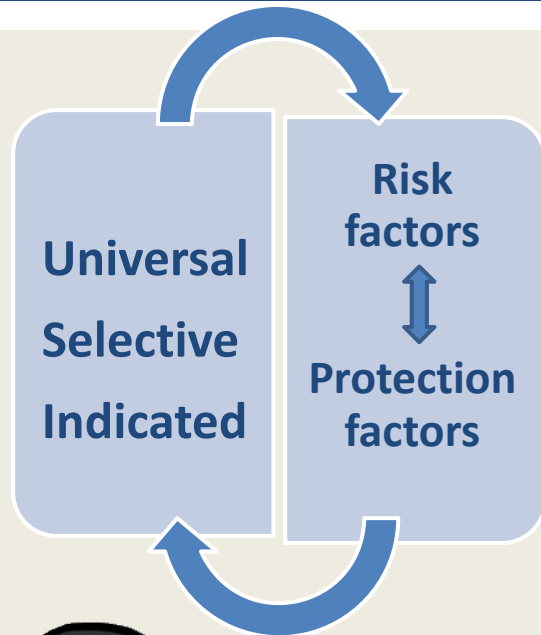 Universal
Selective
Indicated
Risk
factors
Protection
factors